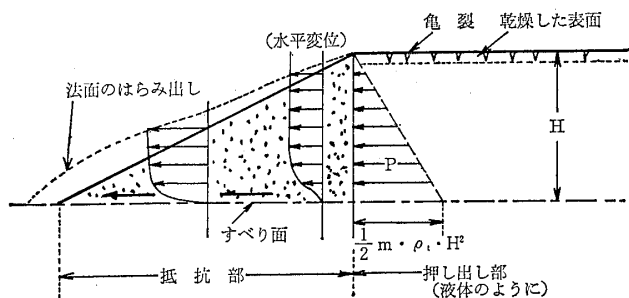 亀裂
乾燥した表面
(水平変位)
法面のはらみ出し
H
P
すべり面
1/2 m・ρt・H²
抵抗部
押し出し部
(液体のように)